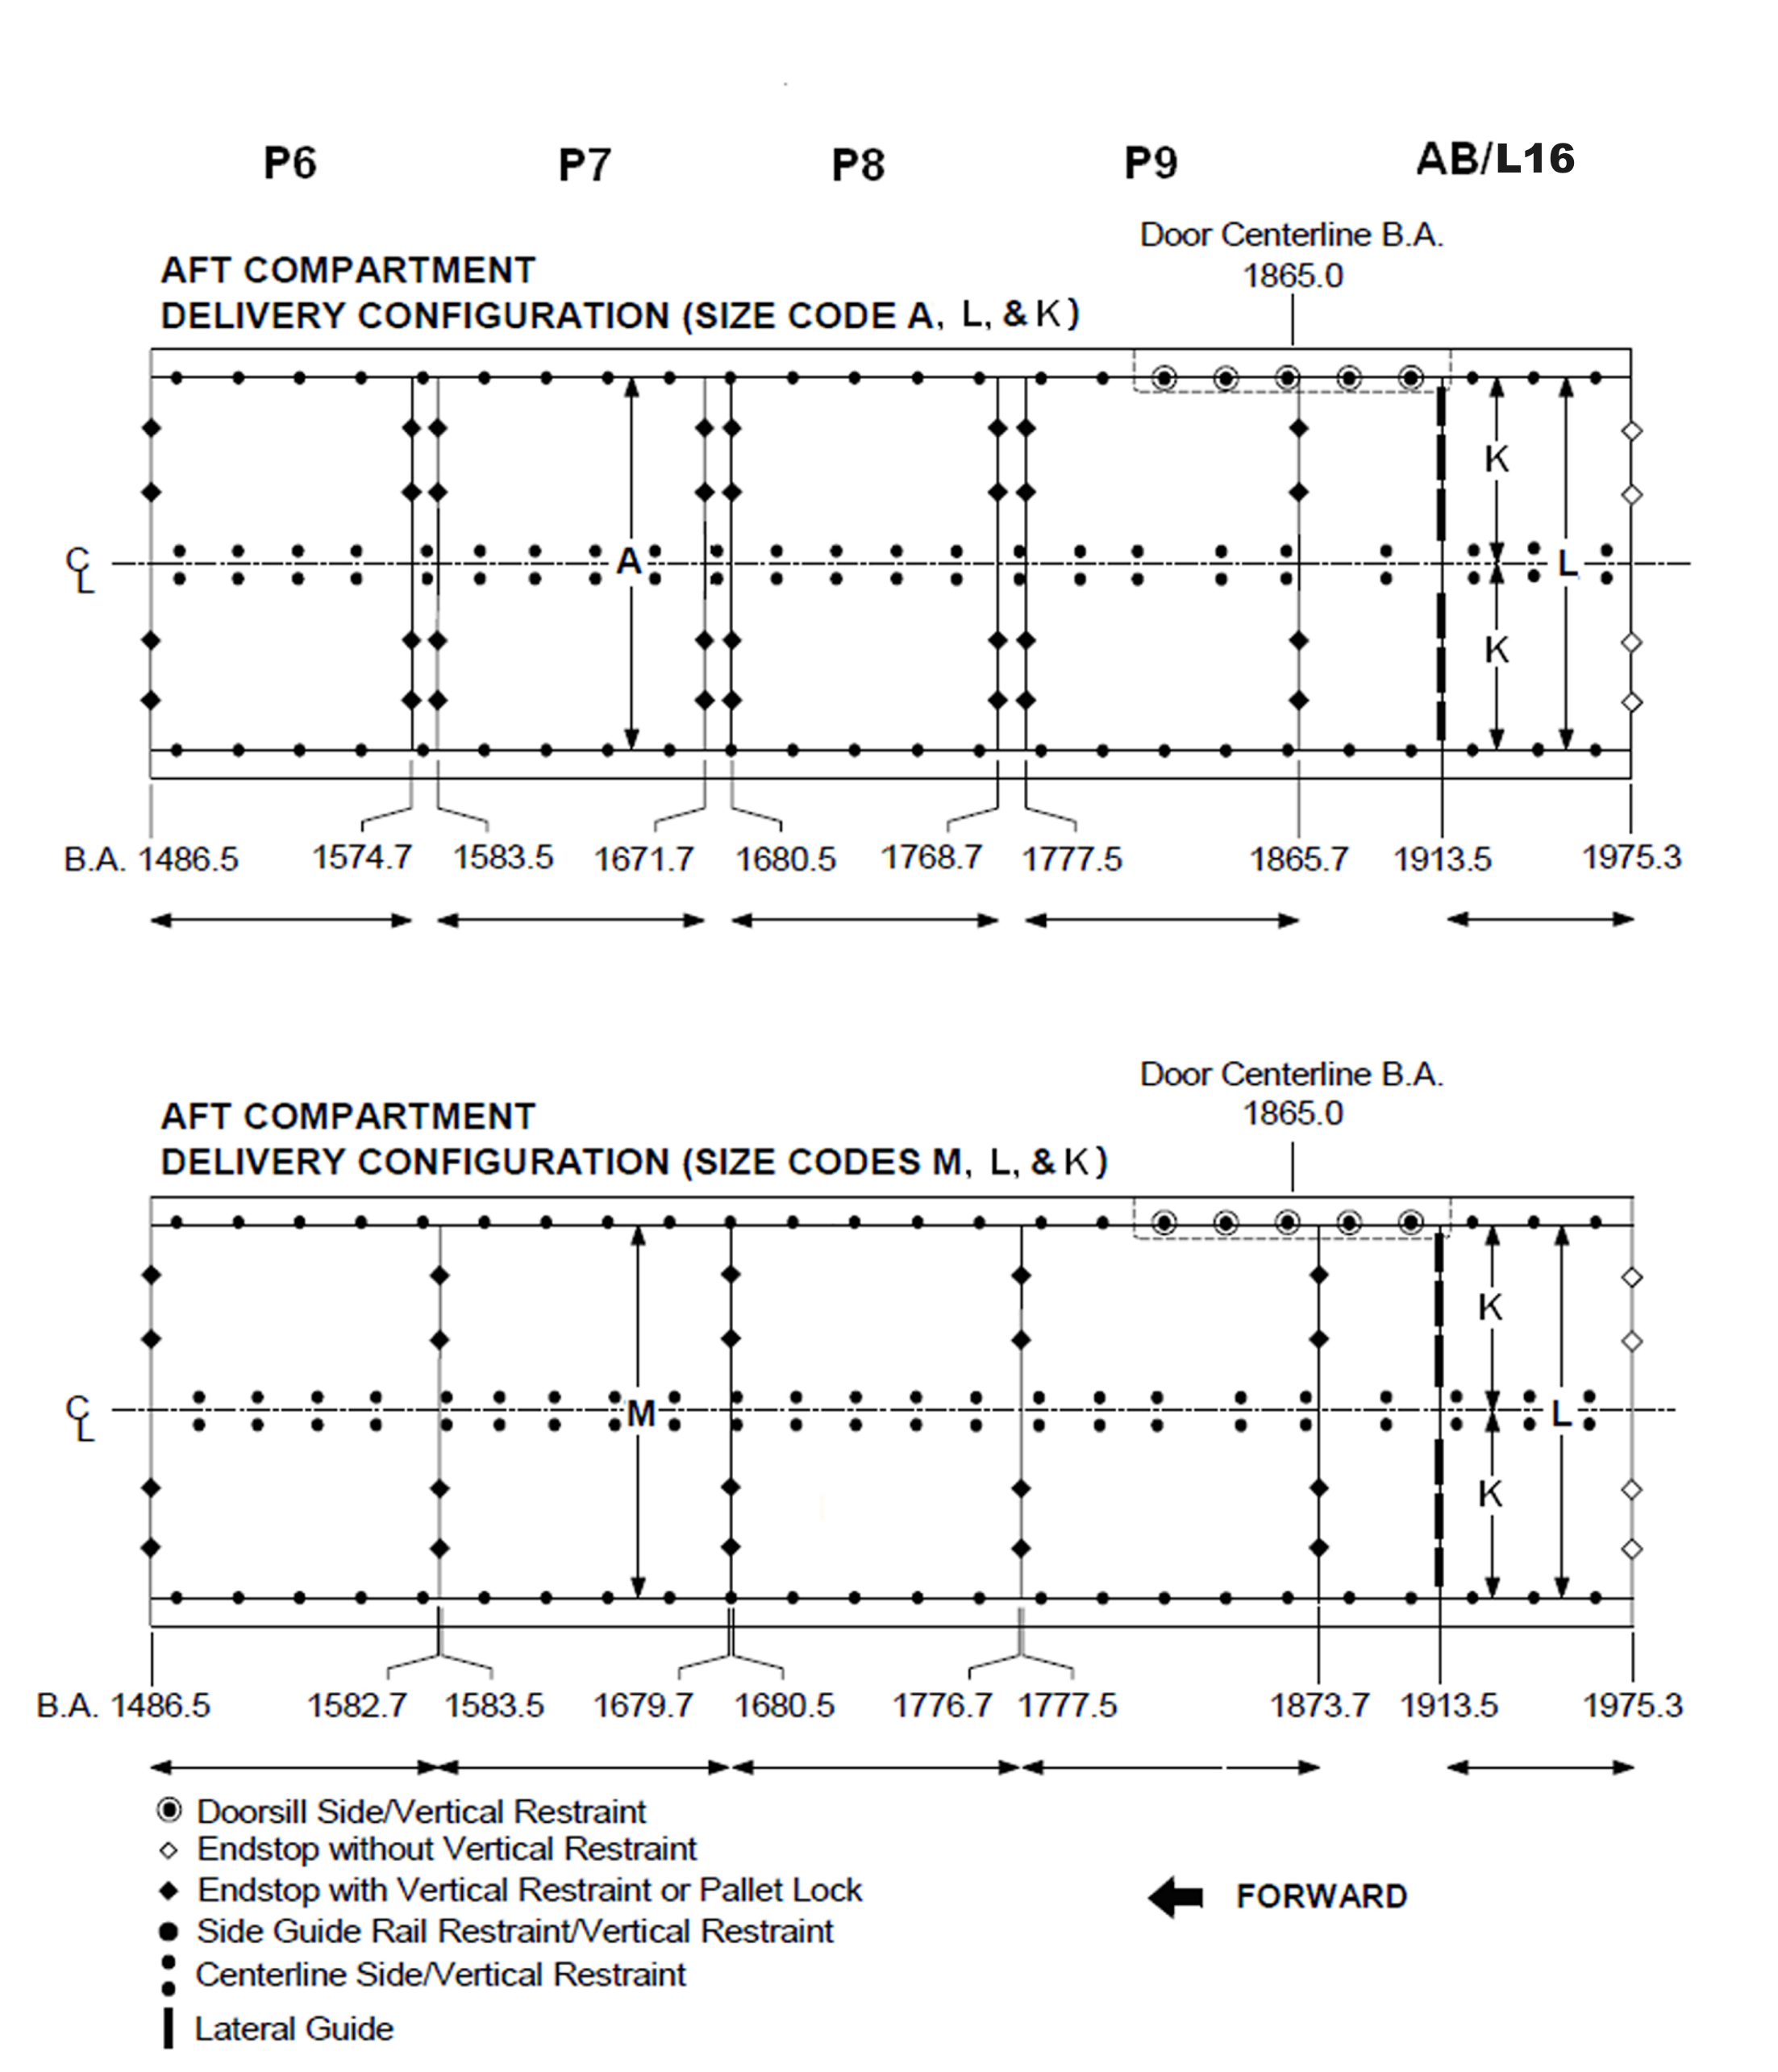 P6 P7 P8 P9 AB/L16
Door Centerline B.A.
1865.0
AFT COMPARTMENT
DELIVERY CONFIGURATION (SIZE CODE A, L, & K)
K
C
L
A
L
K
B.A. 1486.5 1574.7 1583.5 1671.7 1680.5 1768.7 1777.5 1865.7 1913.5 1975.3
Door Centerline B.A.
1865.0
AFT COMPARTMENT
DELIVERY CONFIGURATION (SIZE CODES M, L, & K)
K
C
L
M
L
K
B.A. 1486.5 1582.7 1583.5 1679.7 1680.5 1776.7 1777.5 1873.7 1913.5 1975.3
Doorsill Side/Vertical Restraint
Endstop without Vertical Restraint
Endstop with Vertical Restraint or Pallet Lock
FORWARD
Side Guide Rail Restraint/Vertical Restraint
Centerline Side/Vertical Restraint
Lateral Guide